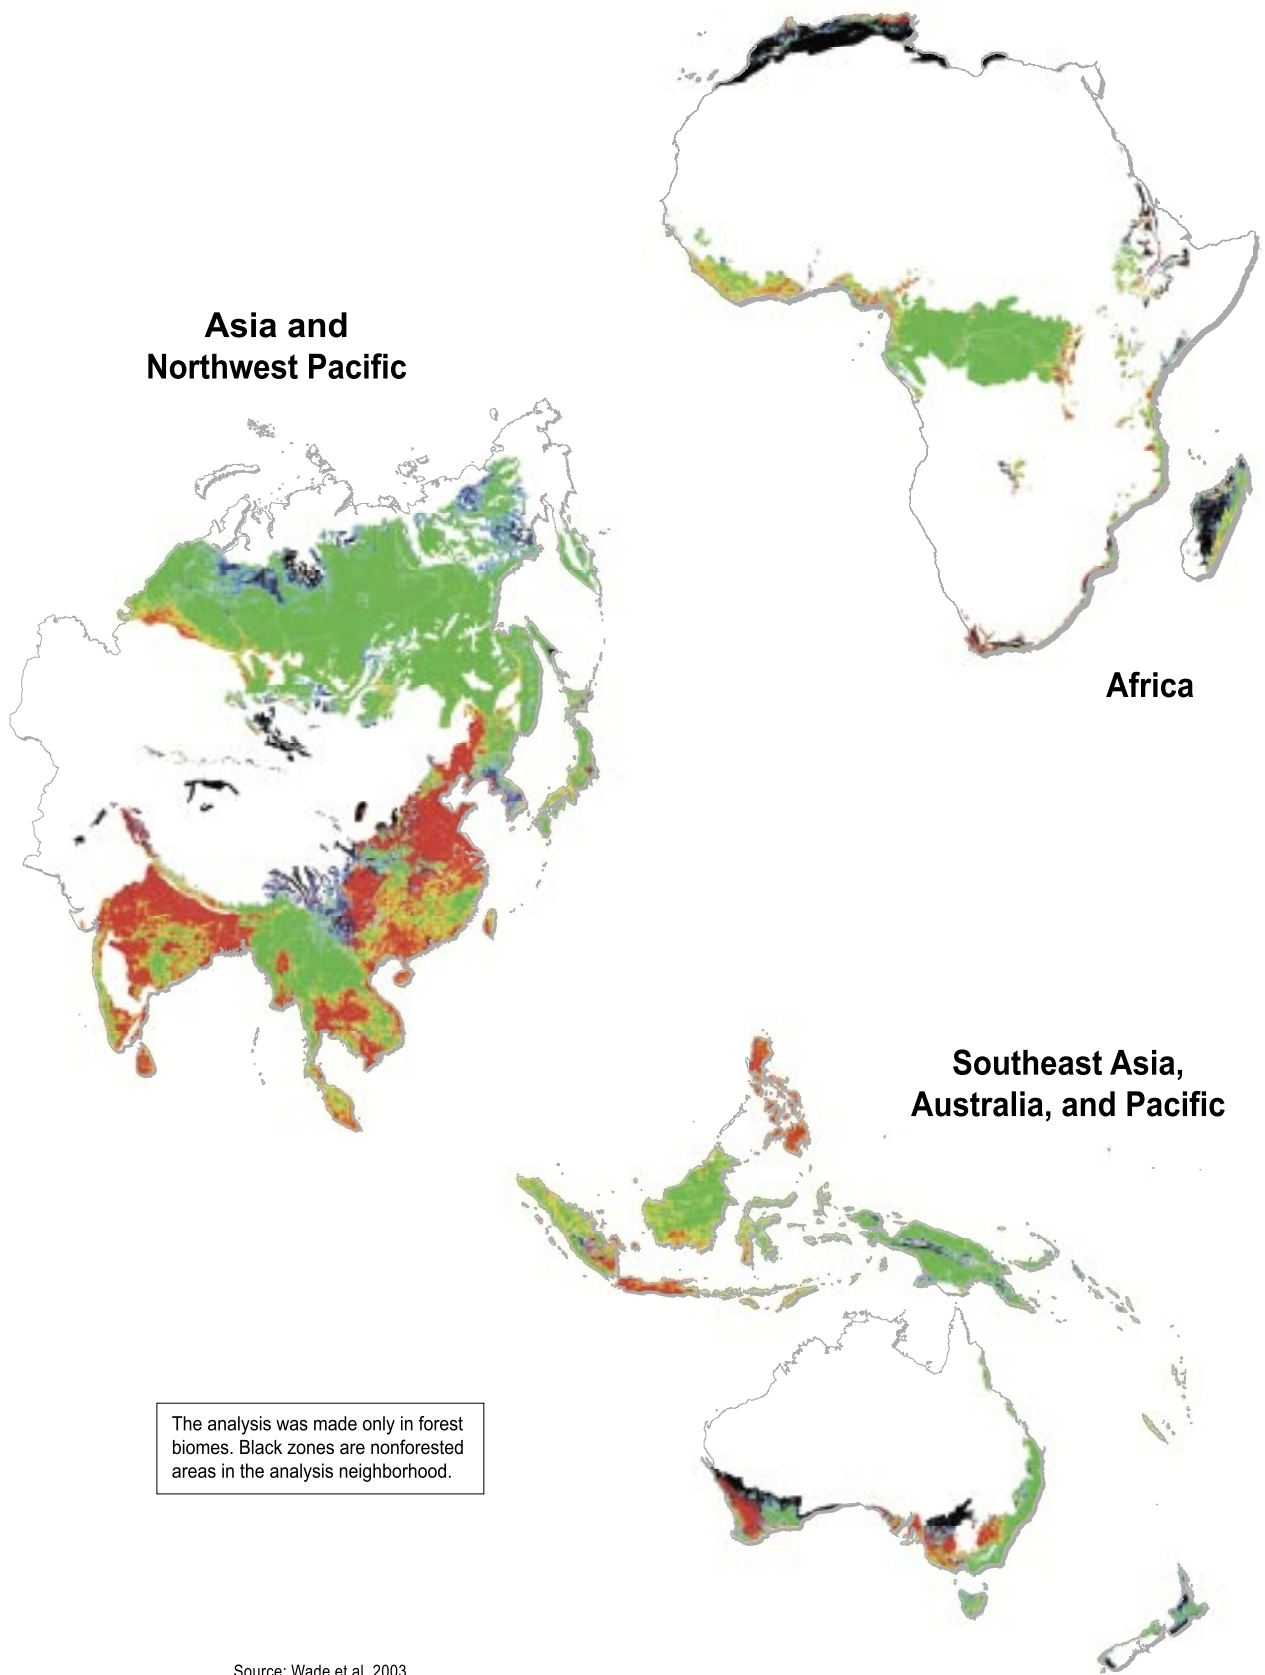 Asia and
Northwest Pacific
Africa
Southeast Asia,
Australia, and Pacific
The analysis was made only in forest
biomes. Black zones are nonforested
areas in the analysis neighborhood.
Source: Wade et al. 2003